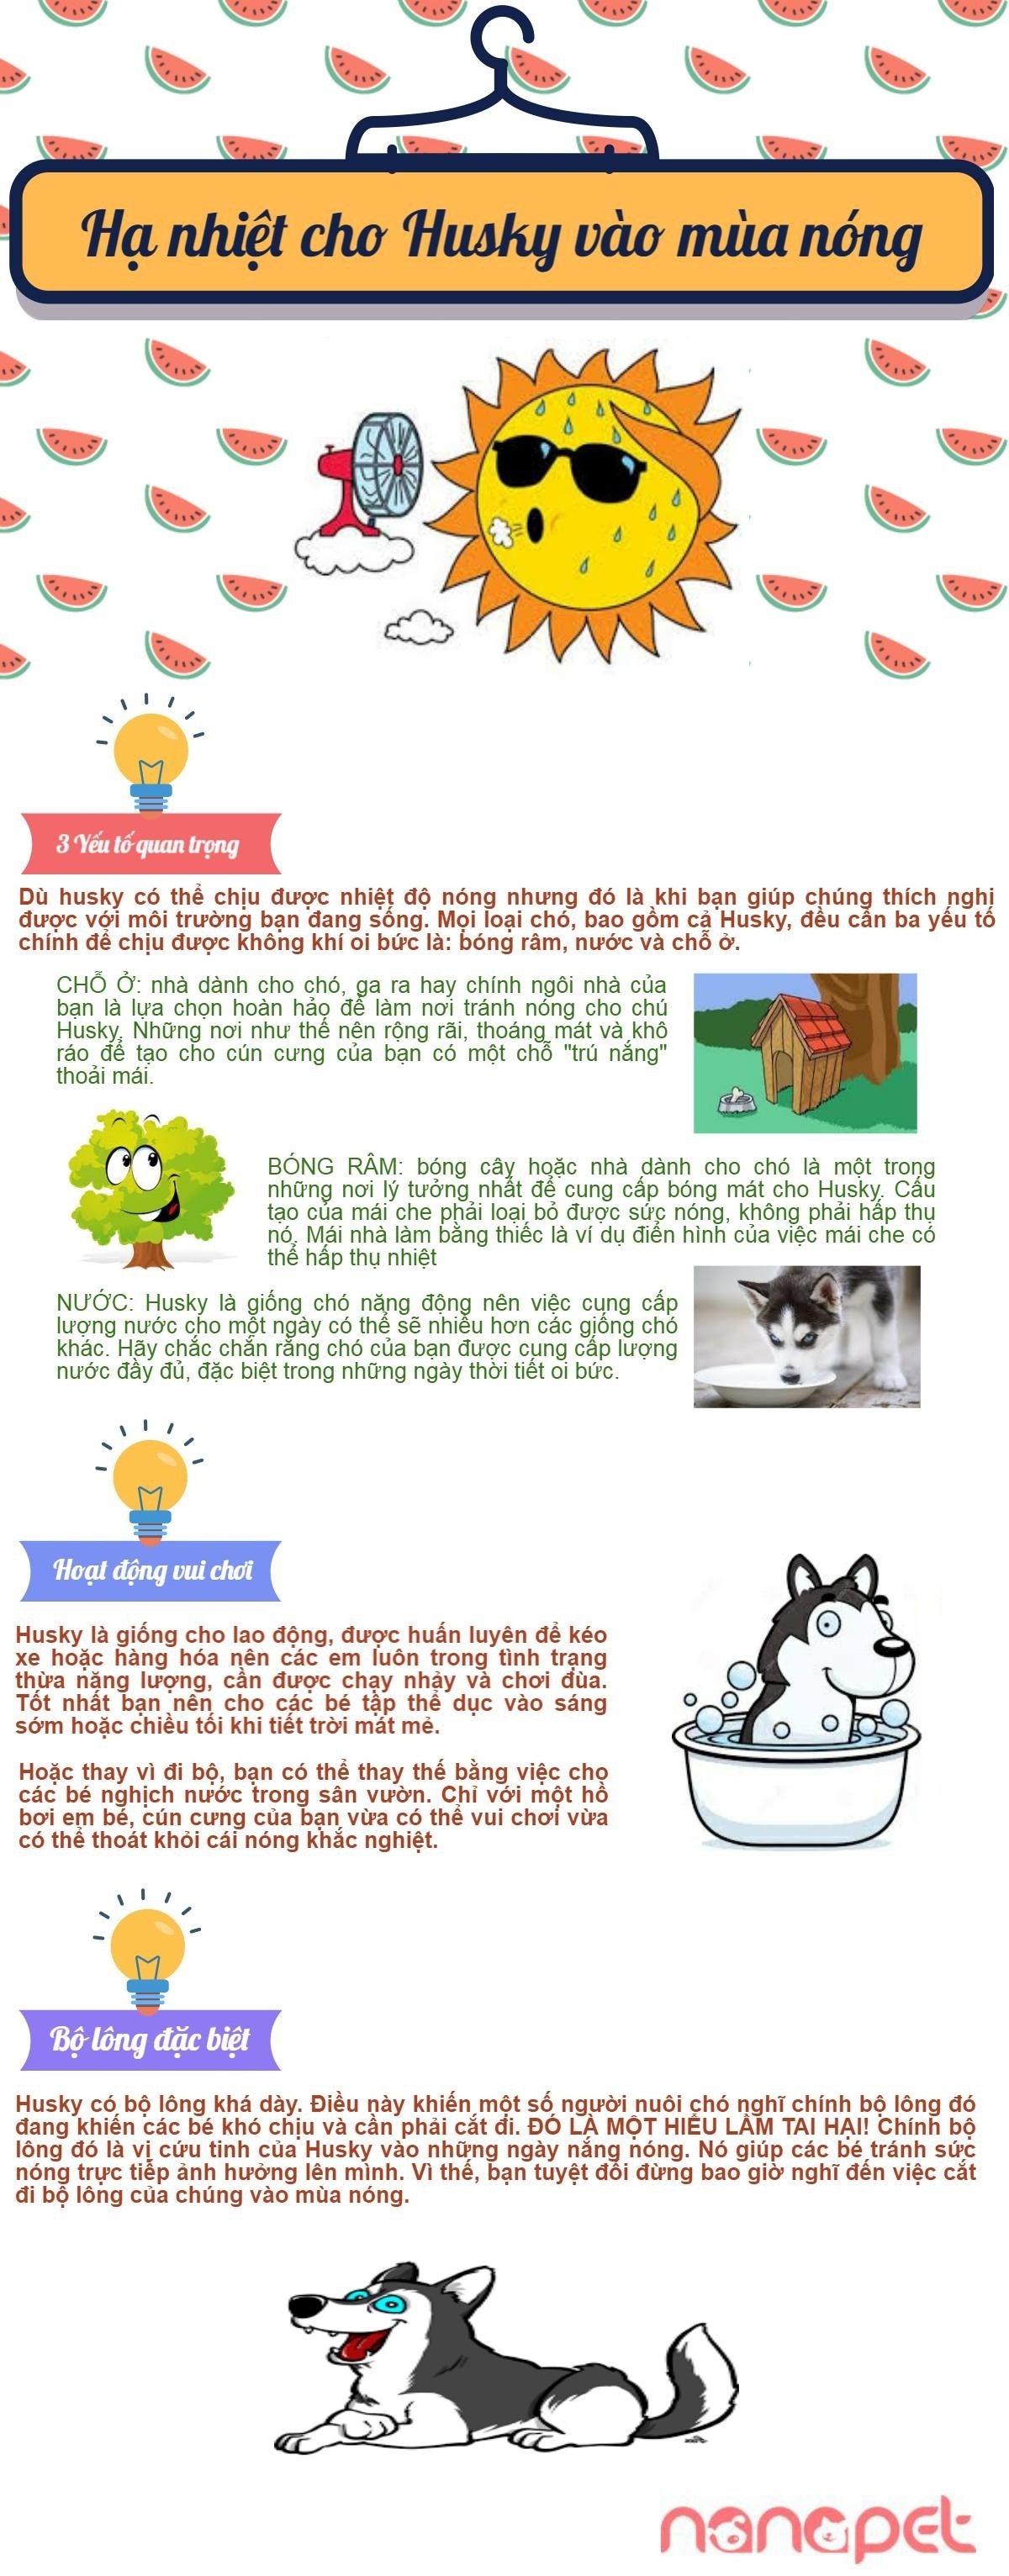 Hạ nhiệt cho Husky vào mùa nóng
3 Yếu tố quan trọng
Dù husky có thể chịu được nhiệt độ nóng nhưng đó là khi bạn giúp chúng thích nghi
được với môi trường bạn đang sống. Mọi loại chó, bao gồm cả Husky, đều cần ba yếu tố
chính để chịu được không khí oi bức là: bóng râm, nước và chỗ ở.
CHỖ Ở: nhà dành cho chó, ga ra hay chính ngôi nhà của
bạn là lựa chọn hoàn hảo để làm nơi tránh nóng cho chú
Husky. Những nơi như thế nên rộng rãi, thoáng mát và khô
ráo để tạo cho cún cưng của bạn có một chỗ "trú nắng"
thoải mái.
BÓNG RÂM: bóng cây hoặc nhà dành cho chó là một trong
những nơi lý tưởng nhất để cung cấp bóng mát cho Husky. Cấu
tạo của mái che phải loại bỏ được sức nóng, không phải hấp thụ
nó. Mái nhà làm bằng thiếc là ví dụ điển hình của việc mái che có
thể hấp thụ nhiệt
NƯỚC: Husky là giống chó năng động nên việc cung cấp
lượng nước cho một ngày có thể sẽ nhiều hơn các giống chó
khác. Hãy chắc chắn rằng chó của bạn được cung cấp lượng
nước đầy đủ, đặc biệt trong những ngày thời tiết oi bức.
Hoạt động vui chơi
Husky là giống cho lao động, được huấn luyên để kéo
xe hoặc hàng hóa nên các em luôn trong tình trạng
thừa năng lượng, cần được chạy nhảy và chơi đùa.
Tốt nhất bạn nên cho các bé tập thể dục vào sáng
sớm hoặc chiều tối khi tiết trời mát mẻ.
Hoặc thay vì đi bộ, bạn có thể thay thế bằng việc cho
các bé nghịch nước trong sân vườn. Chỉ với một hồ
bơi em bé, cún cưng của bạn vừa có thể vui chơi vừa
có thể thoát khỏi cái nóng khắc nghiệt.
Bộ lông đặc biệt
Husky có bộ lông khá dày. Điều này khiến một số người nuôi chó nghĩ chính bộ lông đó
đang khiến các bé khó chịu và cần phải cắt đi. ĐÓ LÀ MỘT HIỂU LẦM TAI HẠI! Chính bộ
lông đó là vị cứu tinh của Husky vào những ngày nắng nóng. Nó giúp các bé tránh sức
nóng trực tiếp ảnh hưởng lên mình. Vì thế, bạn tuyệt đối đừng bao giờ nghĩ đến việc cắt
đi bộ lông của chúng vào mùa nóng.
nanapet